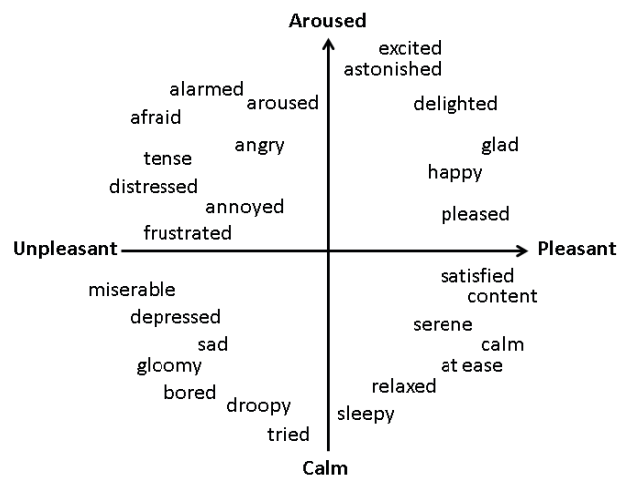 Aroused
excited
astonished
alarmed
aroused
delighted
afraid
angry
glad
tense
happy
distressed
annoyed
pleased
frustrated
Unpleasant
Pleasant
satisfied
miserable
content
depressed
serene
sad
calm
gloomy
at ease
bored
relaxed
droopy
sleepy
tried
Calm